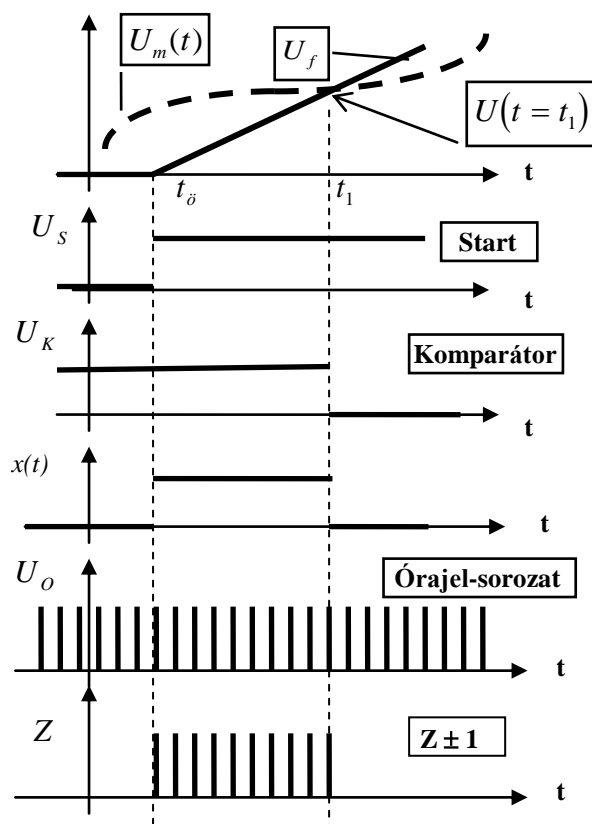 U_m(t)
U_f
U(t = t_1)
t
t_ö
t_1
U_S
Start
t
U_K
Komparátor
t
x(t)
t
U_O
Órajel-sorozat
t
Z
Z ± 1
t